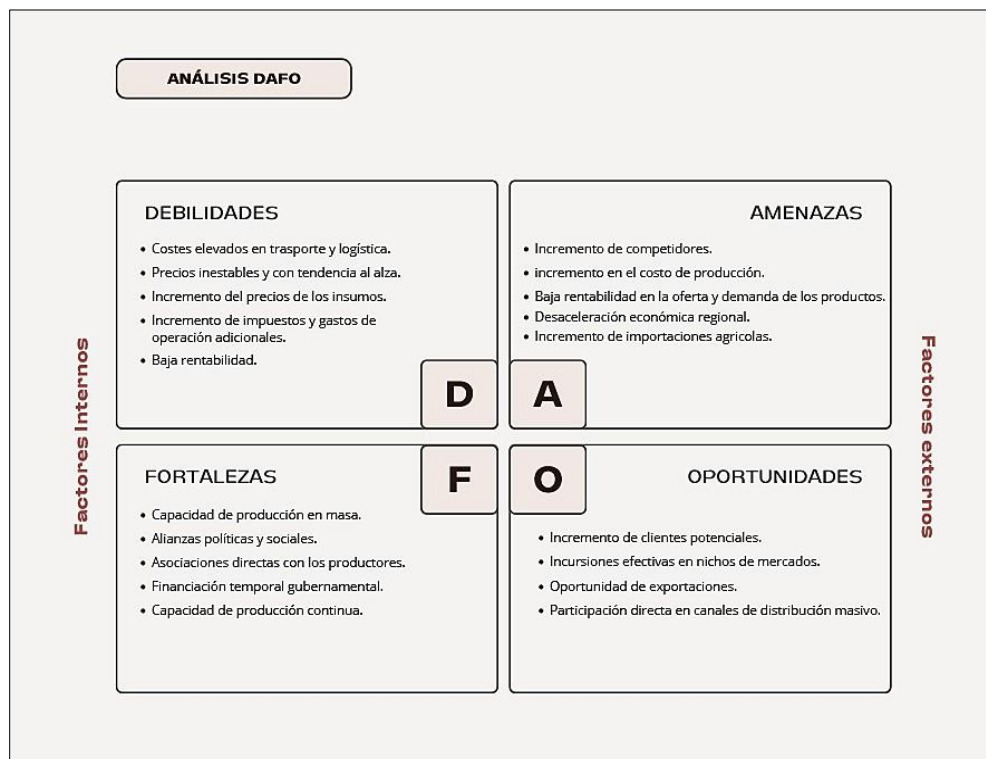 ANÁLISIS DAFO
DEBILIDADES
• Costes elevados en trasporte y logística.
• Precios inestables y con tendencia al alza.
• Incremento del precios de los insumos.
• Incremento de impuestos y gastos de
operación adicionales.
• Baja rentabilidad.
D
AMENAZAS
• Incremento de competidores.
• incremento en el costo de producción.
• Baja rentabilidad en la oferta y demanda de los productos.
• Desaceleración económica regional.
• Incremento de importaciones agricolas.
A
Factores Internos
Factores externos
FORTALEZAS
F
• Capacidad de producción en masa.
• Alianzas políticas y sociales.
• Asociaciones directas con los productores.
• Financiación temporal gubernamental.
• Capacidad de producción continua.
O
OPORTUNIDADES
• Incremento de clientes potenciales.
• Incursiones efectivas en nichos de mercados.
• Oportunidad de exportaciones.
• Participación directa en canales de distribución masivo.